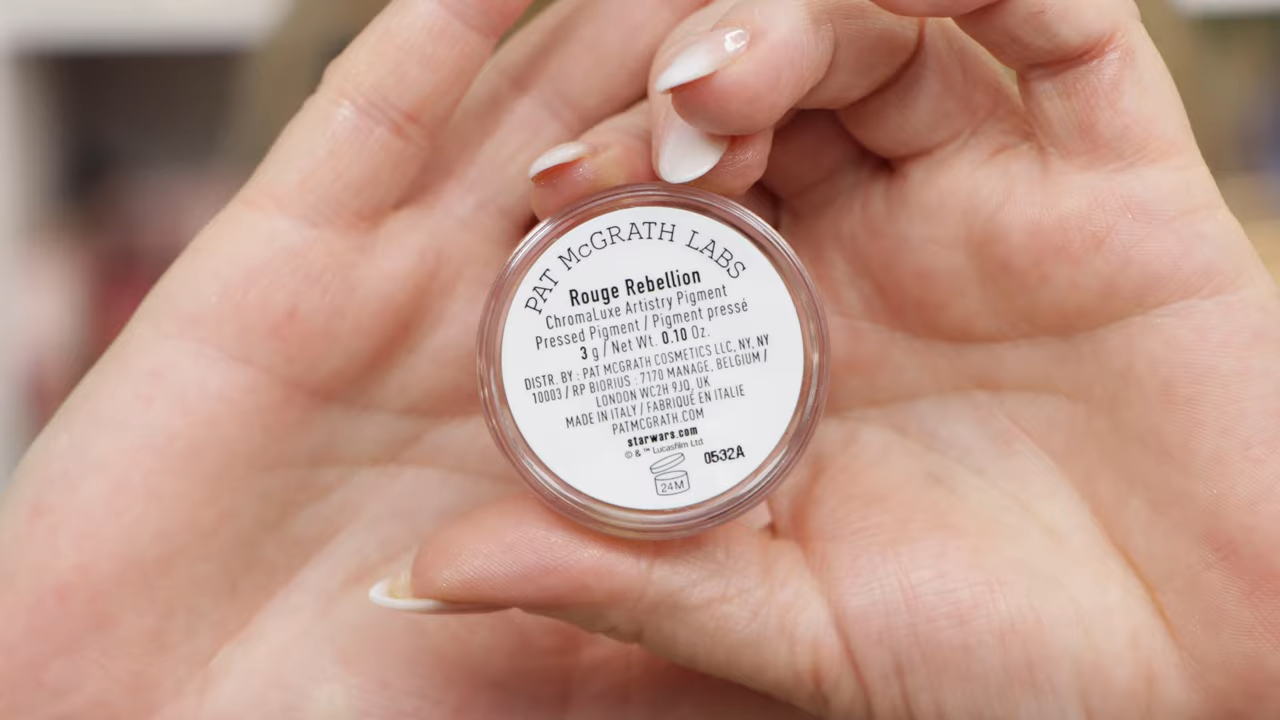 PAT McGRATH LABS
Rouge Rebellion
ChromaLuxe Artistry Pigment
Pressed Pigment / Pigment pressé
3 g / Net Wt. 0.10 Oz.
DISTR. BY : PAT MCGRATH COSMETICS LLC, NY, NY
10003 / RP BIORIUS : 7170 MANAGE, BELGIUM /
LONDON WC2H 9JQ, UK
MADE IN ITALY / FABRIQUÉ EN ITALIE
PATMCGRATH.COM
starwars.com
© & ™ Lucasfilm Ltd
0532A
24M